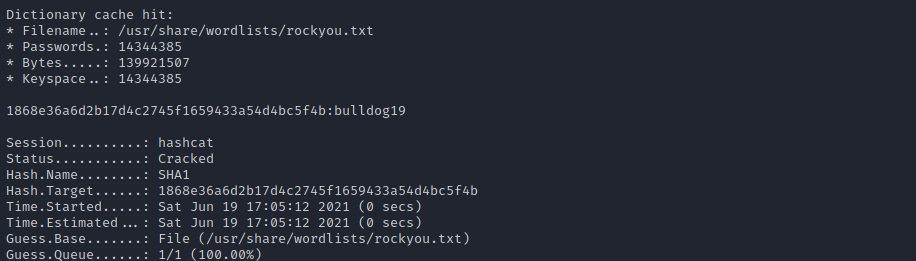 Dictionary cache hit:
* Filename..: /usr/share/wordlists/rockyou.txt
* Passwords.: 14344385
* Bytes.....: 139921507
* Keyspace..: 14344385
1868e36a6d2b17d4c2745f1659433a54d4bc5f4b:bulldog19
Session..........: hashcat
Status...........: Cracked
Hash.Name........: SHA1
Hash.Target......: 1868e36a6d2b17d4c2745f1659433a54d4bc5f4b
Time.Started.....: Sat Jun 19 17:05:12 2021 (0 secs)
Time.Estimated...: Sat Jun 19 17:05:12 2021 (0 secs)
Guess.Base.......: File (/usr/share/wordlists/rockyou.txt)
Guess.Queue......: 1/1 (100.00%)